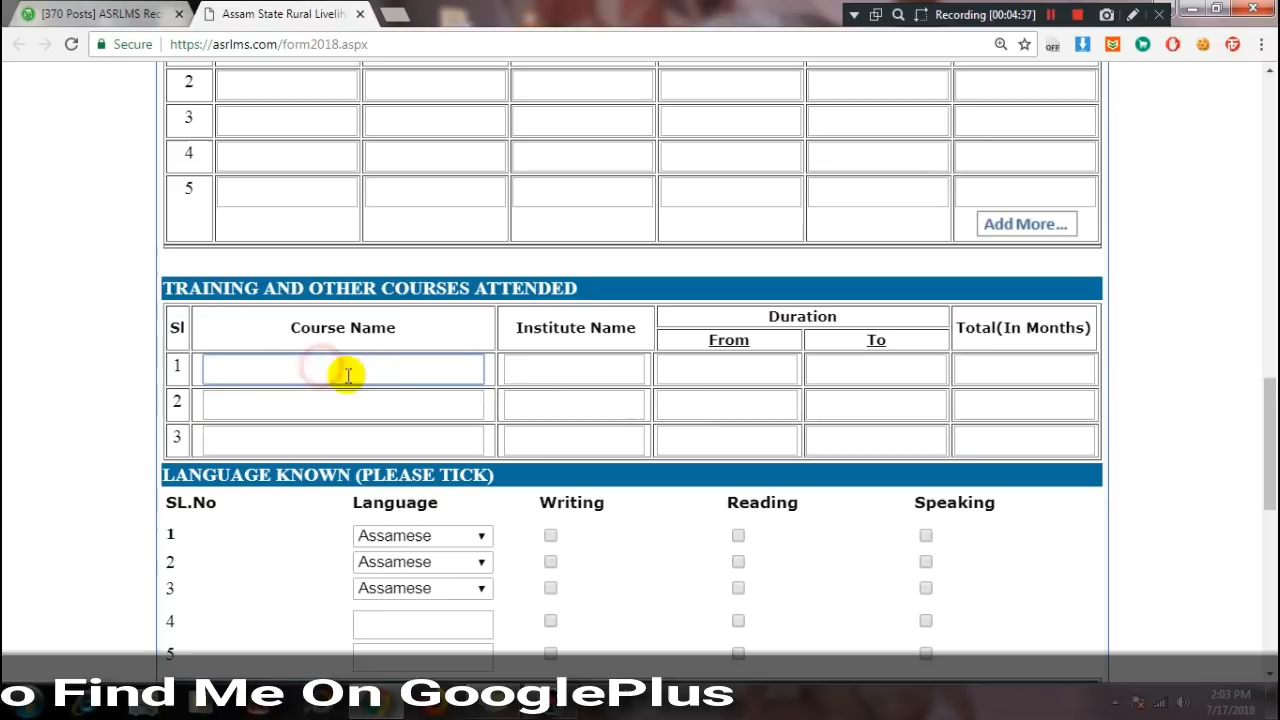 [370 Posts] ASRLMS Rec
Assam State Rural Livelih
Recording [00:04:37]
Secure
https://asrlms.com/form2018.aspx
OFF
2
3
4
5
Add More...
TRAINING AND OTHER COURSES ATTENDED
Sl
Course Name
Institute Name
Duration
From
To
Total(In Months)
1
2
3
LANGUAGE KNOWN (PLEASE TICK)
SL.No Language Writing Reading Speaking
1 Assamese
2 Assamese
3 Assamese
4
5
o Find Me On GooglePlus
2:03 PM
7/17/2018